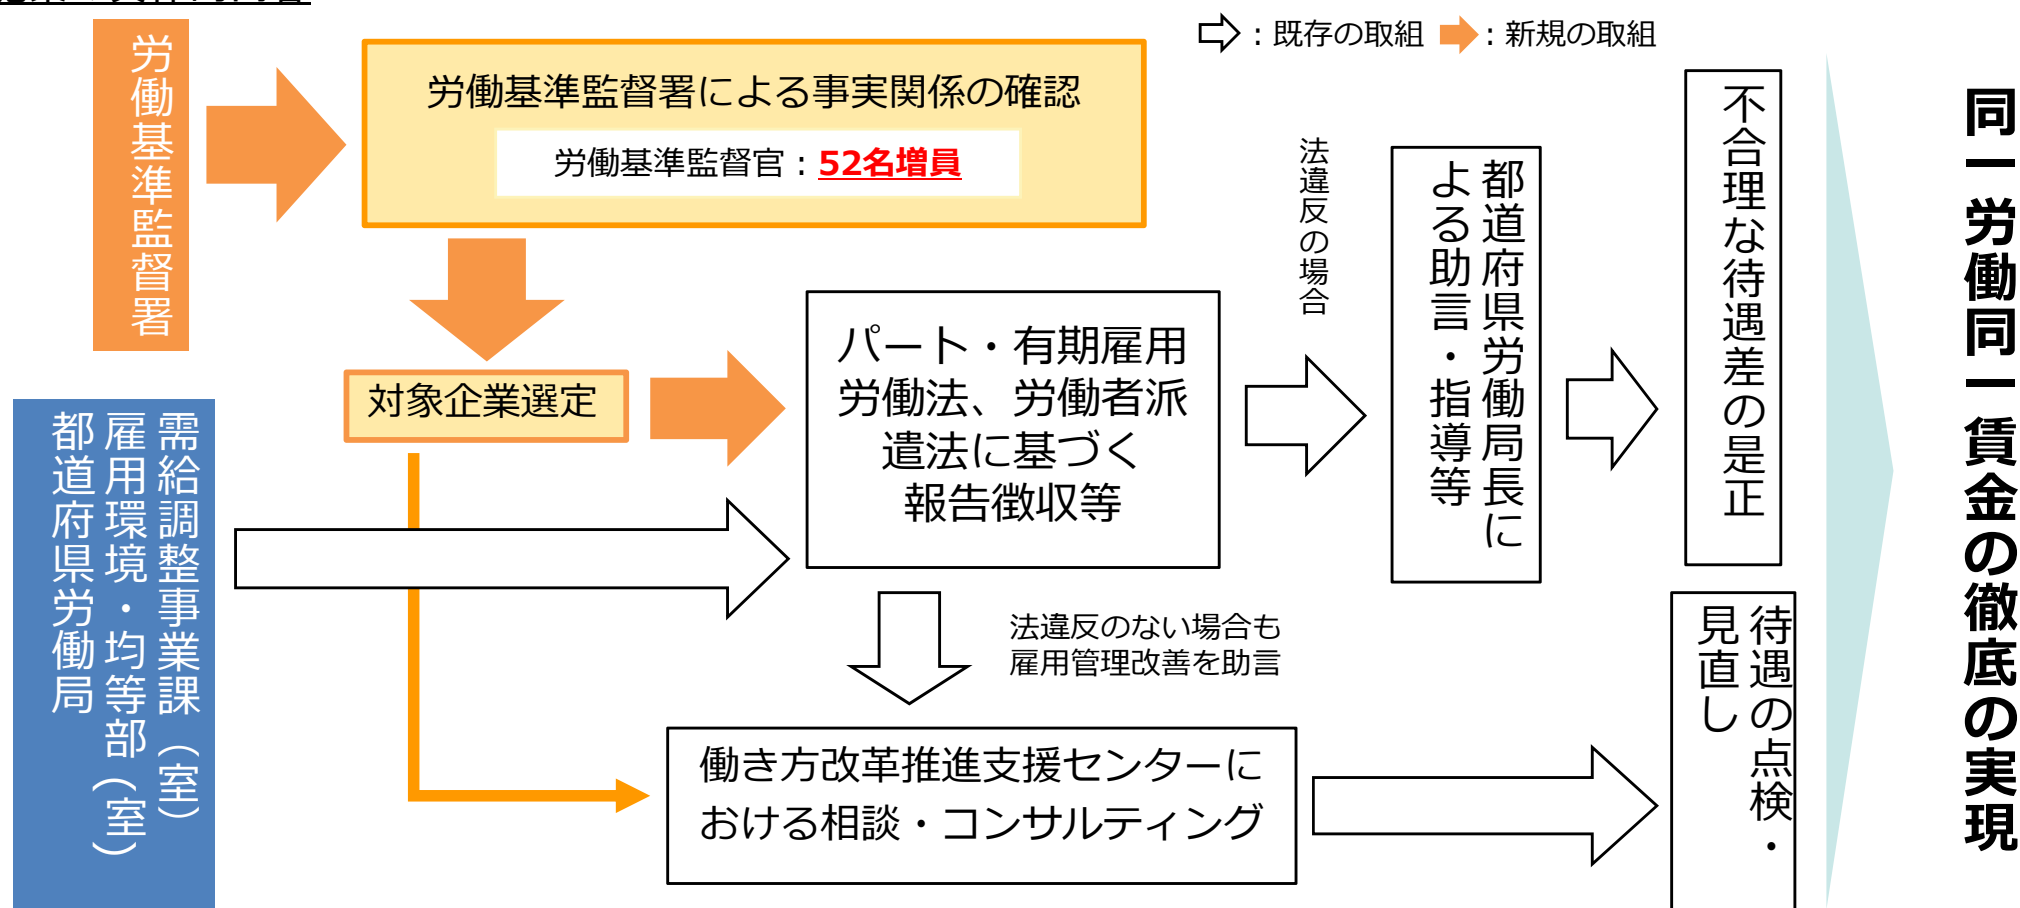 :既存の取組
:新規の取組
労働基準監督署
労働基準監督署による事実関係の確認
労働基準監督官:52名増員
対象企業選定
パート・有期雇用
労働法、労働者派
遣法に基づく
報告徴収等
法違反の場合
都道府県労働局長に
よる助言・指導等
不合理な待遇差の是正
需給調整事業課(室)
雇用環境・均等部(室)
都道府県労働局
法違反のない場合も
雇用管理改善を助言
働き方改革推進支援センターに
おける相談・コンサルティング
待遇の点検・
見直し
同一労働同一賃金の徹底の実現